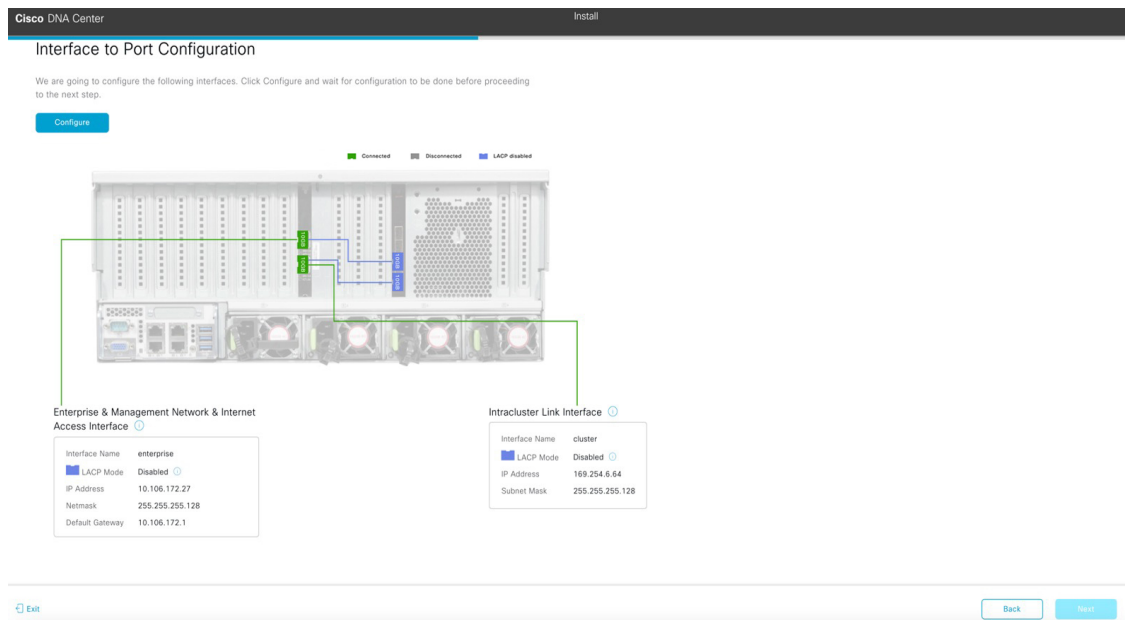 Cisco DNA Center
Install
Interface to Port Configuration
We are going to configure the following interfaces. Click Configure and wait for configuration to be done before proceeding
to the next step.
Configure
Connected
Disconnected
LACP disabled
10GB
10GB
10GB
10GB
Enterprise & Management Network & Internet
Access Interface
Interface Name enterprise
LACP Mode Disabled
IP Address 10.106.172.27
Netmask 255.255.255.128
Default Gateway 10.106.172.1
Intracluster Link Interface
Interface Name cluster
LACP Mode Disabled
IP Address 169.254.6.64
Subnet Mask 255.255.255.128
Exit
Back
Next